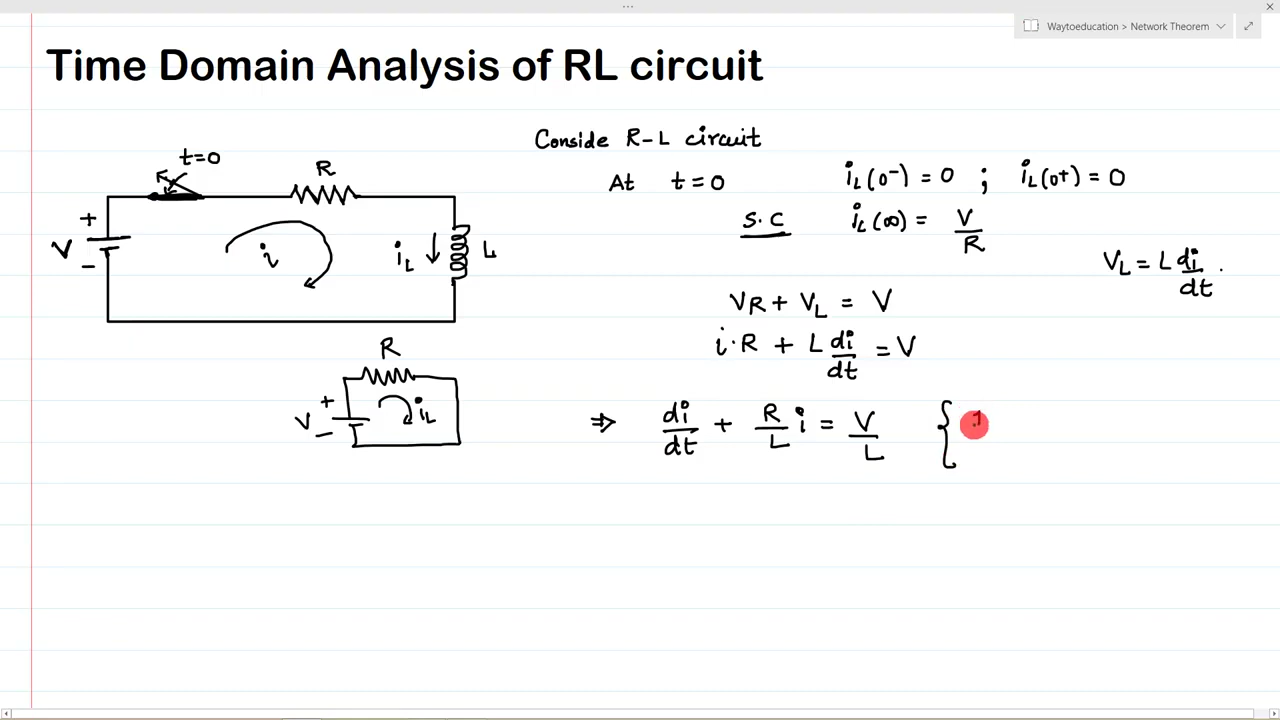 Waytoeducation > Network Theorem
Time Domain Analysis of RL circuit
Conside R-L circuit
At t=0 iL(0-) = 0 ; iL(0+) = 0
S.C iL(∞) = V/R
VL = L diL/dt .
VR + VL = V
i·R + L di/dt = V
⇒ di/dt + R/L i = V/L {
t=0
R
+
V
-
i
iL
L
R
+
V
-
iL